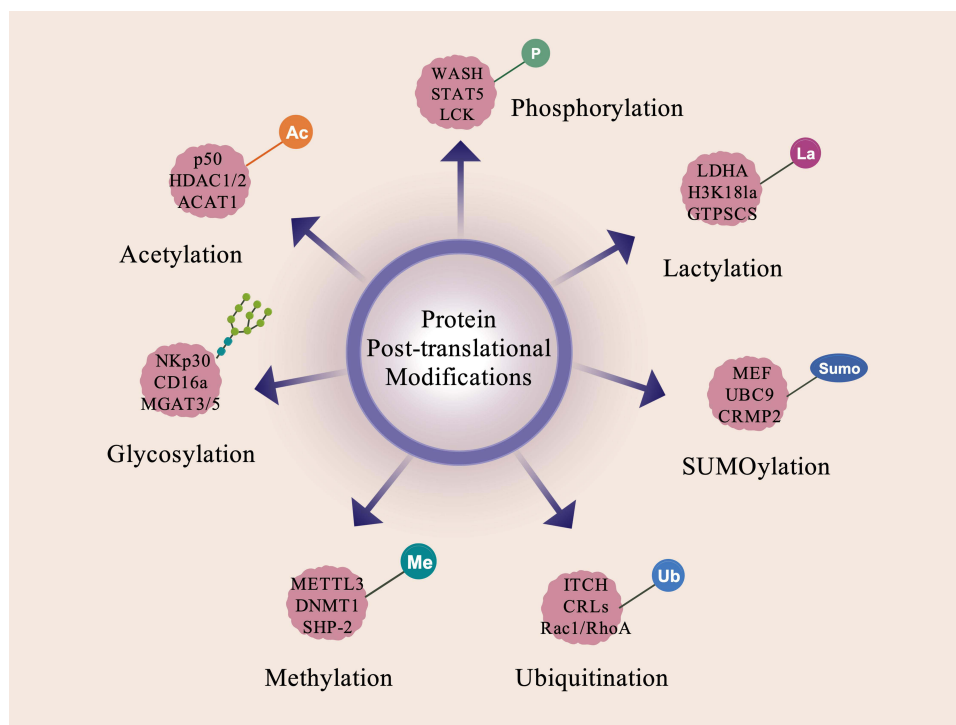 P
WASH
STAT5
LCK
Phosphorylation
La
LDHA
H3K18la
GTPSCS
Lactylation
Sumo
MEF
UBC9
CRMP2
SUMOylation
Ub
ITCH
CRLs
Rac1/RhoA
Ubiquitination
Me
METTL3
DNMT1
SHP-2
Methylation
NKp30
CD16a
MGAT3/5
Glycosylation
Ac
p50
HDAC1/2
ACAT1
Acetylation
Protein
Post-translational
Modifications